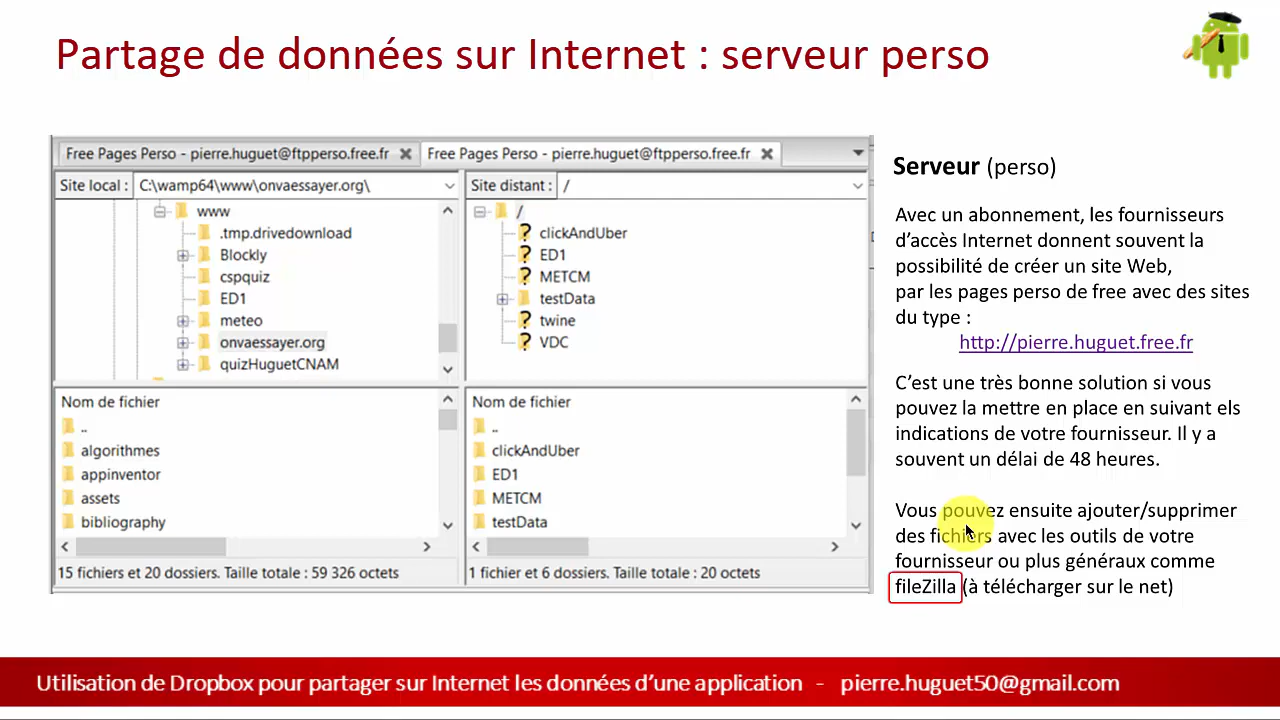 Partage de données sur Internet : serveur perso
Free Pages Perso - pierre.huguet@ftpperso.free.fr
Free Pages Perso - pierre.huguet@ftpperso.free.fr
Site local :
C:\wamp64\www\onvaessayer.org\
www
.tmp.drivedownload
Blockly
cspquiz
ED1
meteo
onvaessayer.org
quizHuguetCNAM
Site distant :
/
/
clickAndUber
ED1
METCM
testData
twine
VDC
Nom de fichier
..
algorithmes
appinventor
assets
bibliography
15 fichiers et 20 dossiers. Taille totale : 59 326 octets
Nom de fichier
..
clickAndUber
ED1
METCM
testData
1 fichier et 6 dossiers. Taille totale : 20 octets
Serveur (perso)
Avec un abonnement, les fournisseurs
d'accès Internet donnent souvent la
possibilité de créer un site Web,
par les pages perso de free avec des sites
du type :
http://pierre.huguet.free.fr
C'est une très bonne solution si vous
pouvez la mettre en place en suivant els
indications de votre fournisseur. Il y a
souvent un délai de 48 heures.
Vous pouvez ensuite ajouter/supprimer
des fichiers avec les outils de votre
fournisseur ou plus généraux comme
fileZilla (à télécharger sur le net)
Utilisation de Dropbox pour partager sur Internet les données d'une application - pierre.huguet50@gmail.com